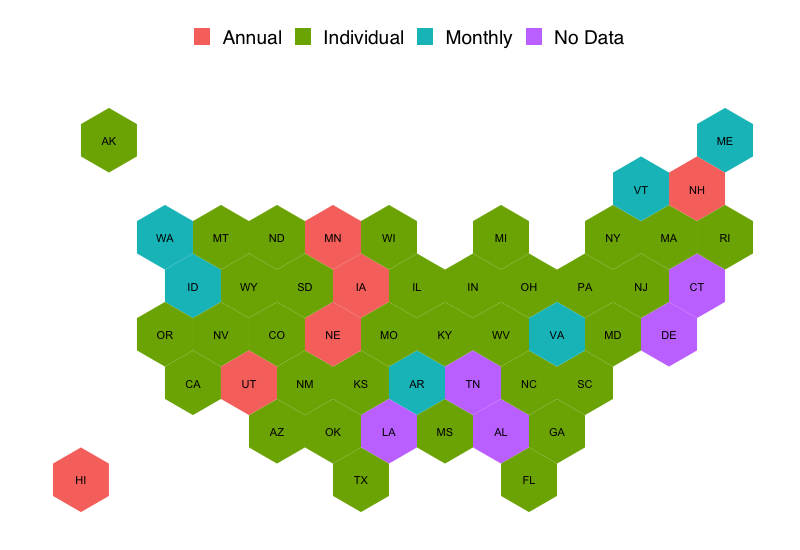 Annual Individual Monthly No Data
AK ME
VT NH
WA MT ND MN WI MI NY MA RI
ID WY SD IA IL IN OH PA NJ CT
OR NV CO NE MO KY WV VA MD DE
CA UT NM KS AR TN NC SC
AZ OK LA MS AL GA
HI TX FL